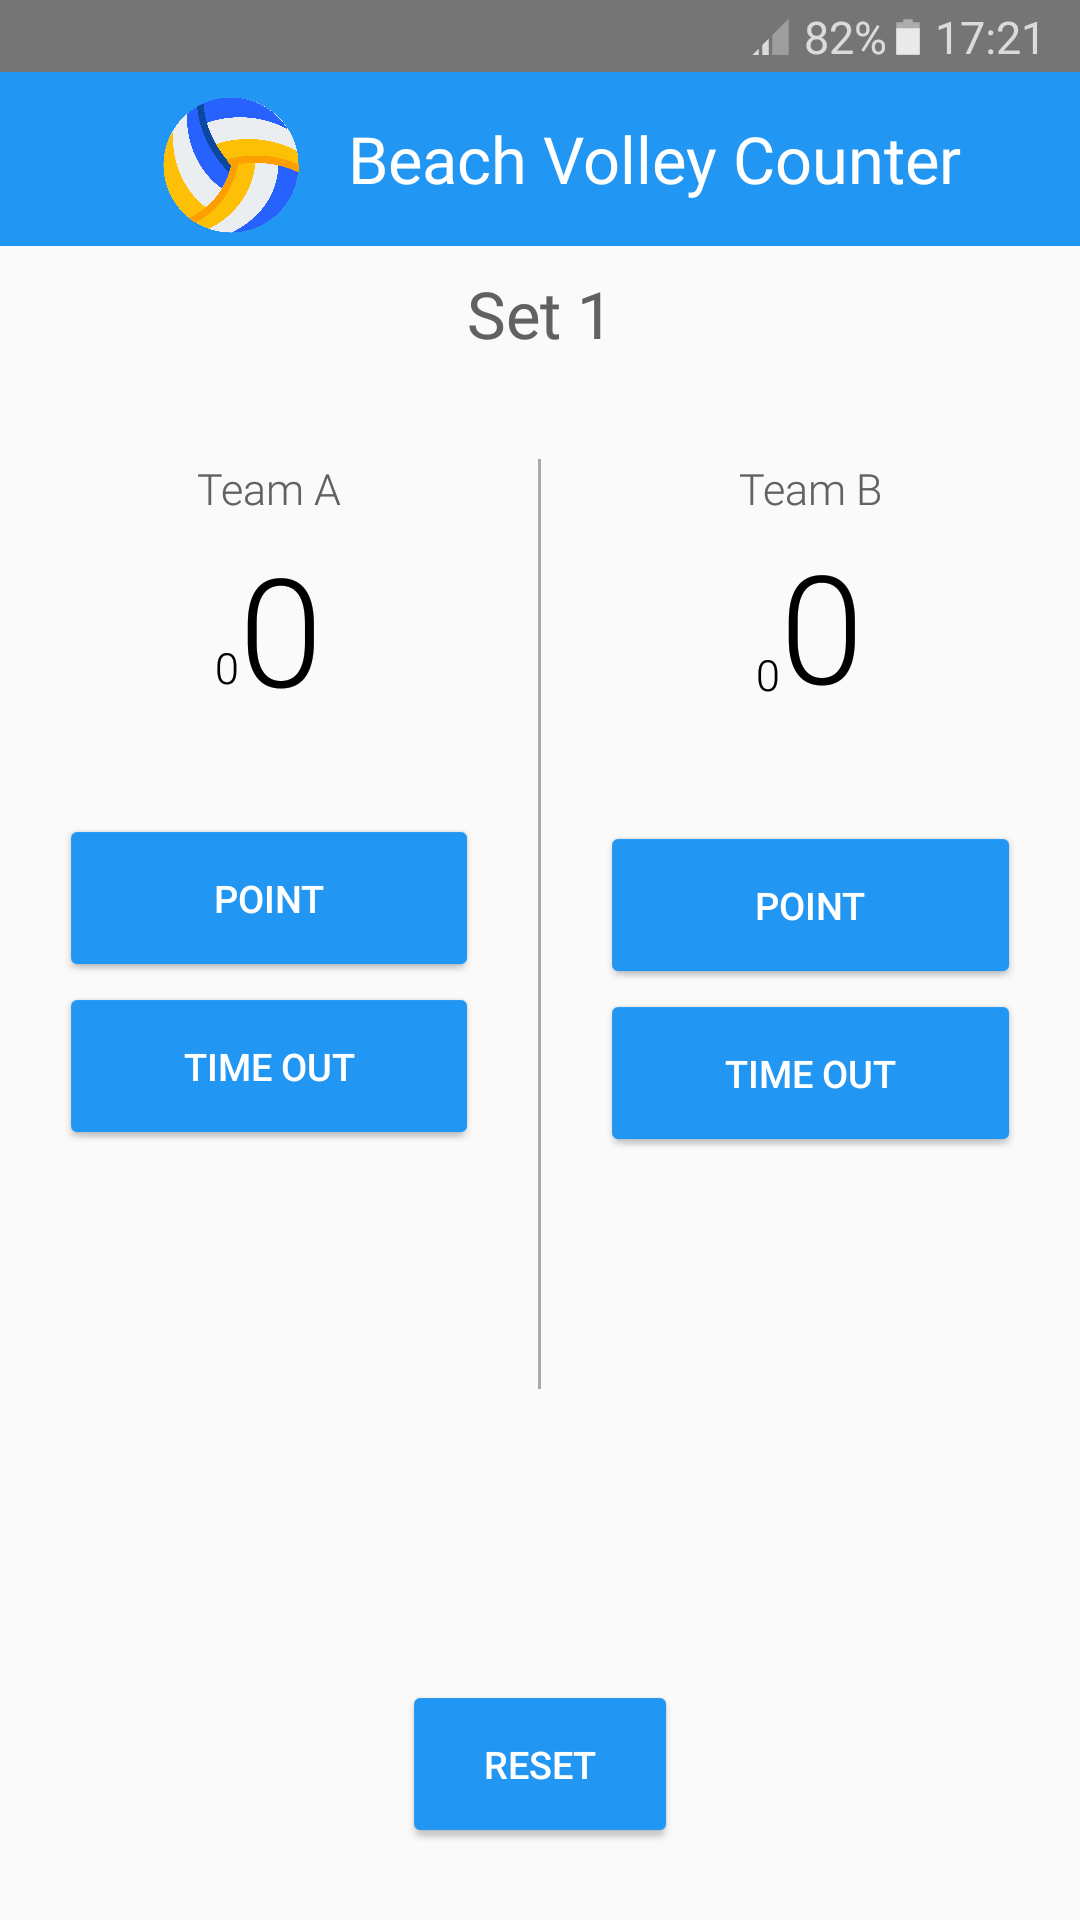 82% 17:21
Beach Volley Counter
Set 1
Team A
0 0
POINT
TIME OUT
Team B
0 0
POINT
TIME OUT
RESET